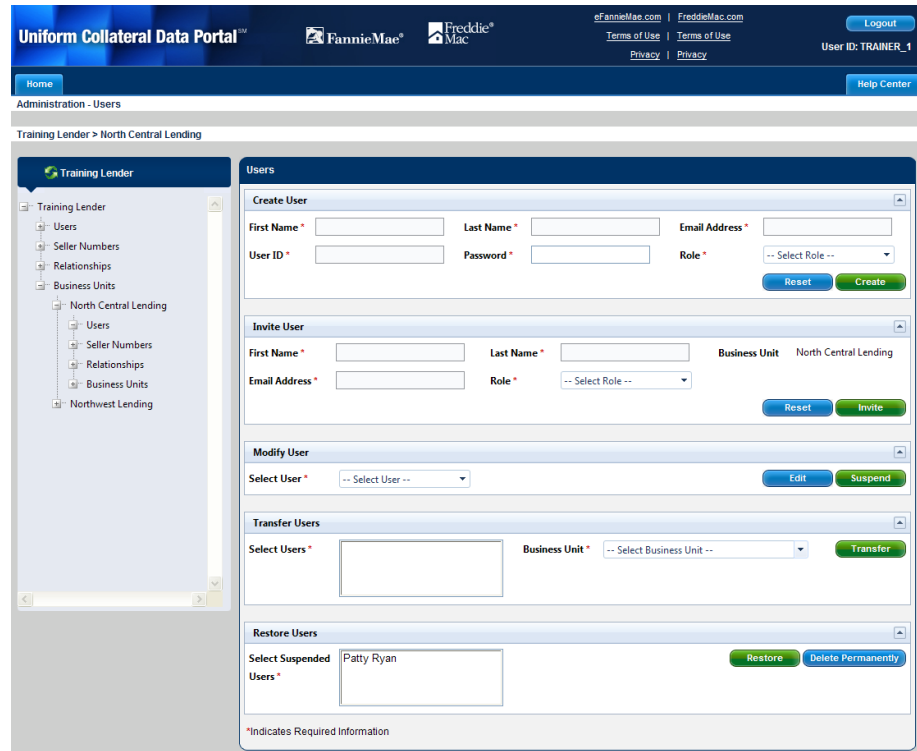 Uniform Collateral Data Portal SM
FannieMae®
Freddie Mac®
eFannieMae.com | FreddieMac.com
Terms of Use | Terms of Use
Privacy | Privacy
Logout
User ID: TRAINER_1
Home
Help Center
Administration - Users
Training Lender > North Central Lending
Training Lender
Training Lender
Users
Seller Numbers
Relationships
Business Units
North Central Lending
Users
Seller Numbers
Relationships
Business Units
Northwest Lending
Users
Create User
First Name * Last Name * Email Address *
User ID * Password * Role * -- Select Role --
Reset Create
Invite User
First Name * Last Name * Business Unit North Central Lending
Email Address * Role * -- Select Role --
Reset Invite
Modify User
Select User * -- Select User -- Edit Suspend
Transfer Users
Select Users * Business Unit * -- Select Business Unit -- Transfer
Restore Users
Select Suspended Users * Patty Ryan Restore Delete Permanently
*Indicates Required Information